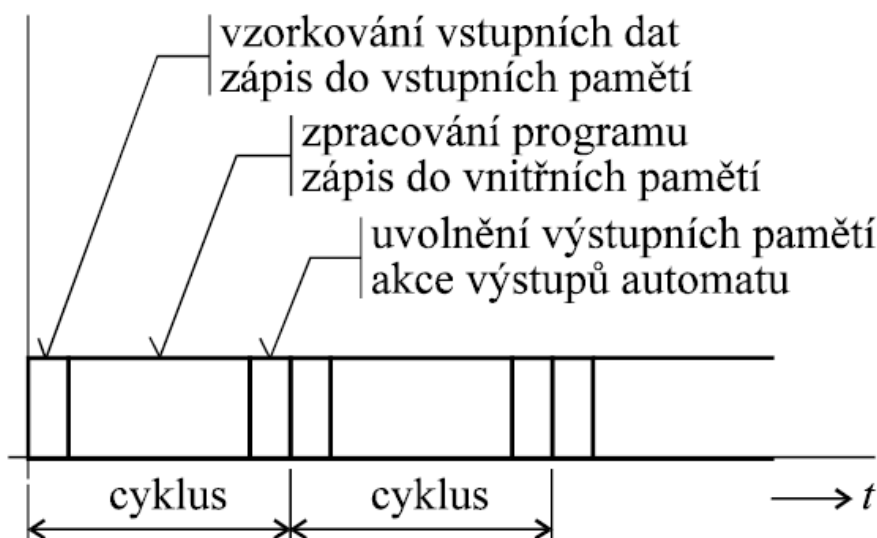 vzorkování vstupních dat
zápis do vstupních pamětí
zpracování programu
zápis do vnitřních pamětí
uvolnění výstupních pamětí
akce výstupů automatu
cyklus
cyklus
t